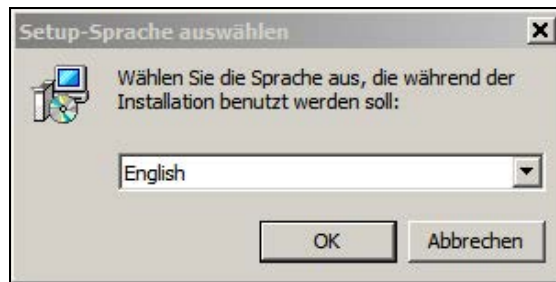 Setup-Sprache auswählen
Wählen Sie die Sprache aus, die während der
Installation benutzt werden soll:
English
OK
Abbrechen